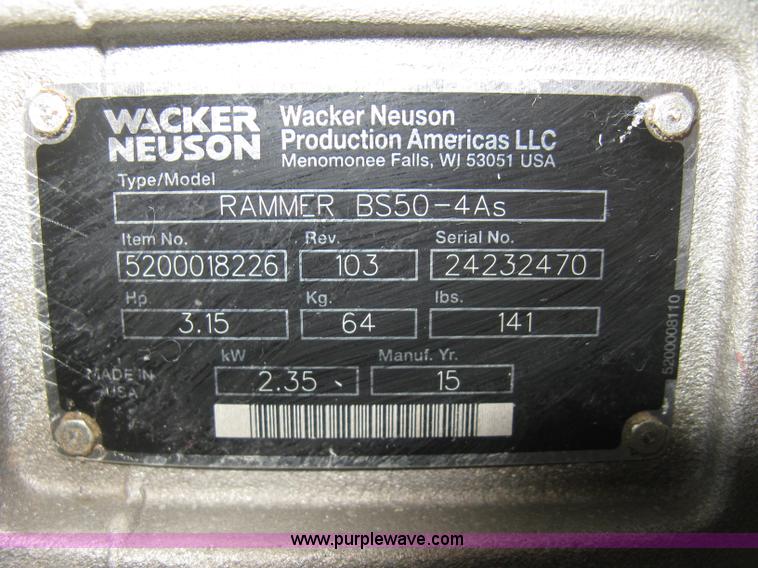 WACKER NEUSON
Wacker Neuson
Production Americas LLC
Menomonee Falls, WI 53051 USA
Type/Model
RAMMER BS50-4As
Item No. Rev. Serial No.
5200018226 103 24232470
Hp Kg. lbs.
3.15 64 141
kW Manuf. Yr.
2.35 15
MADE IN
USA
5200008110
www.purplewave.com